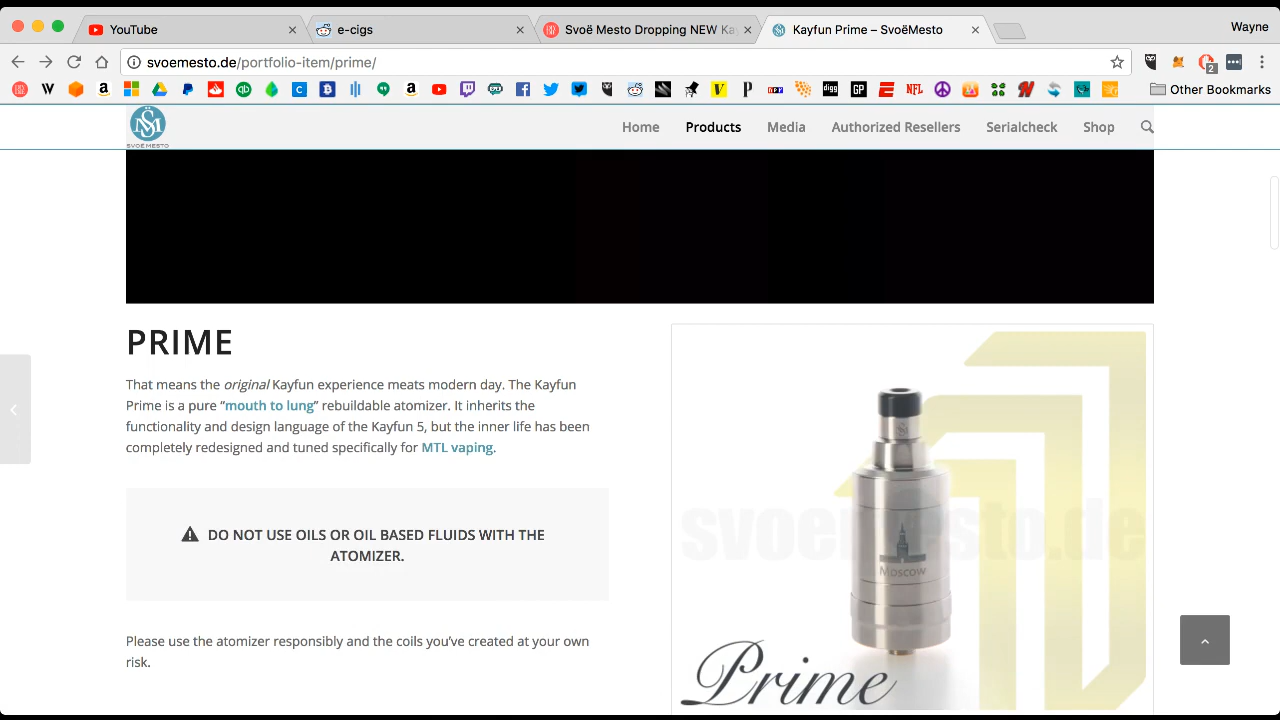 YouTube
e-cigs
Svoë Mesto Dropping NEW Ka
Kayfun Prime – SvoëMesto
Wayne
svoemesto.de/portfolio-item/prime/
2
Other Bookmarks
SVOËMESTO
Home
Products
Media
Authorized Resellers
Serialcheck
Shop
PRIME
That means the original Kayfun experience meats modern day. The Kayfun
Prime is a pure “mouth to lung” rebuildable atomizer. It inherits the
functionality and design language of the Kayfun 5, but the inner life has been
completely redesigned and tuned specifically for MTL vaping.
DO NOT USE OILS OR OIL BASED FLUIDS WITH THE
ATOMIZER.
Please use the atomizer responsibly and the coils you’ve created at your own
risk.
svoemesto.de
Moscow
Prime